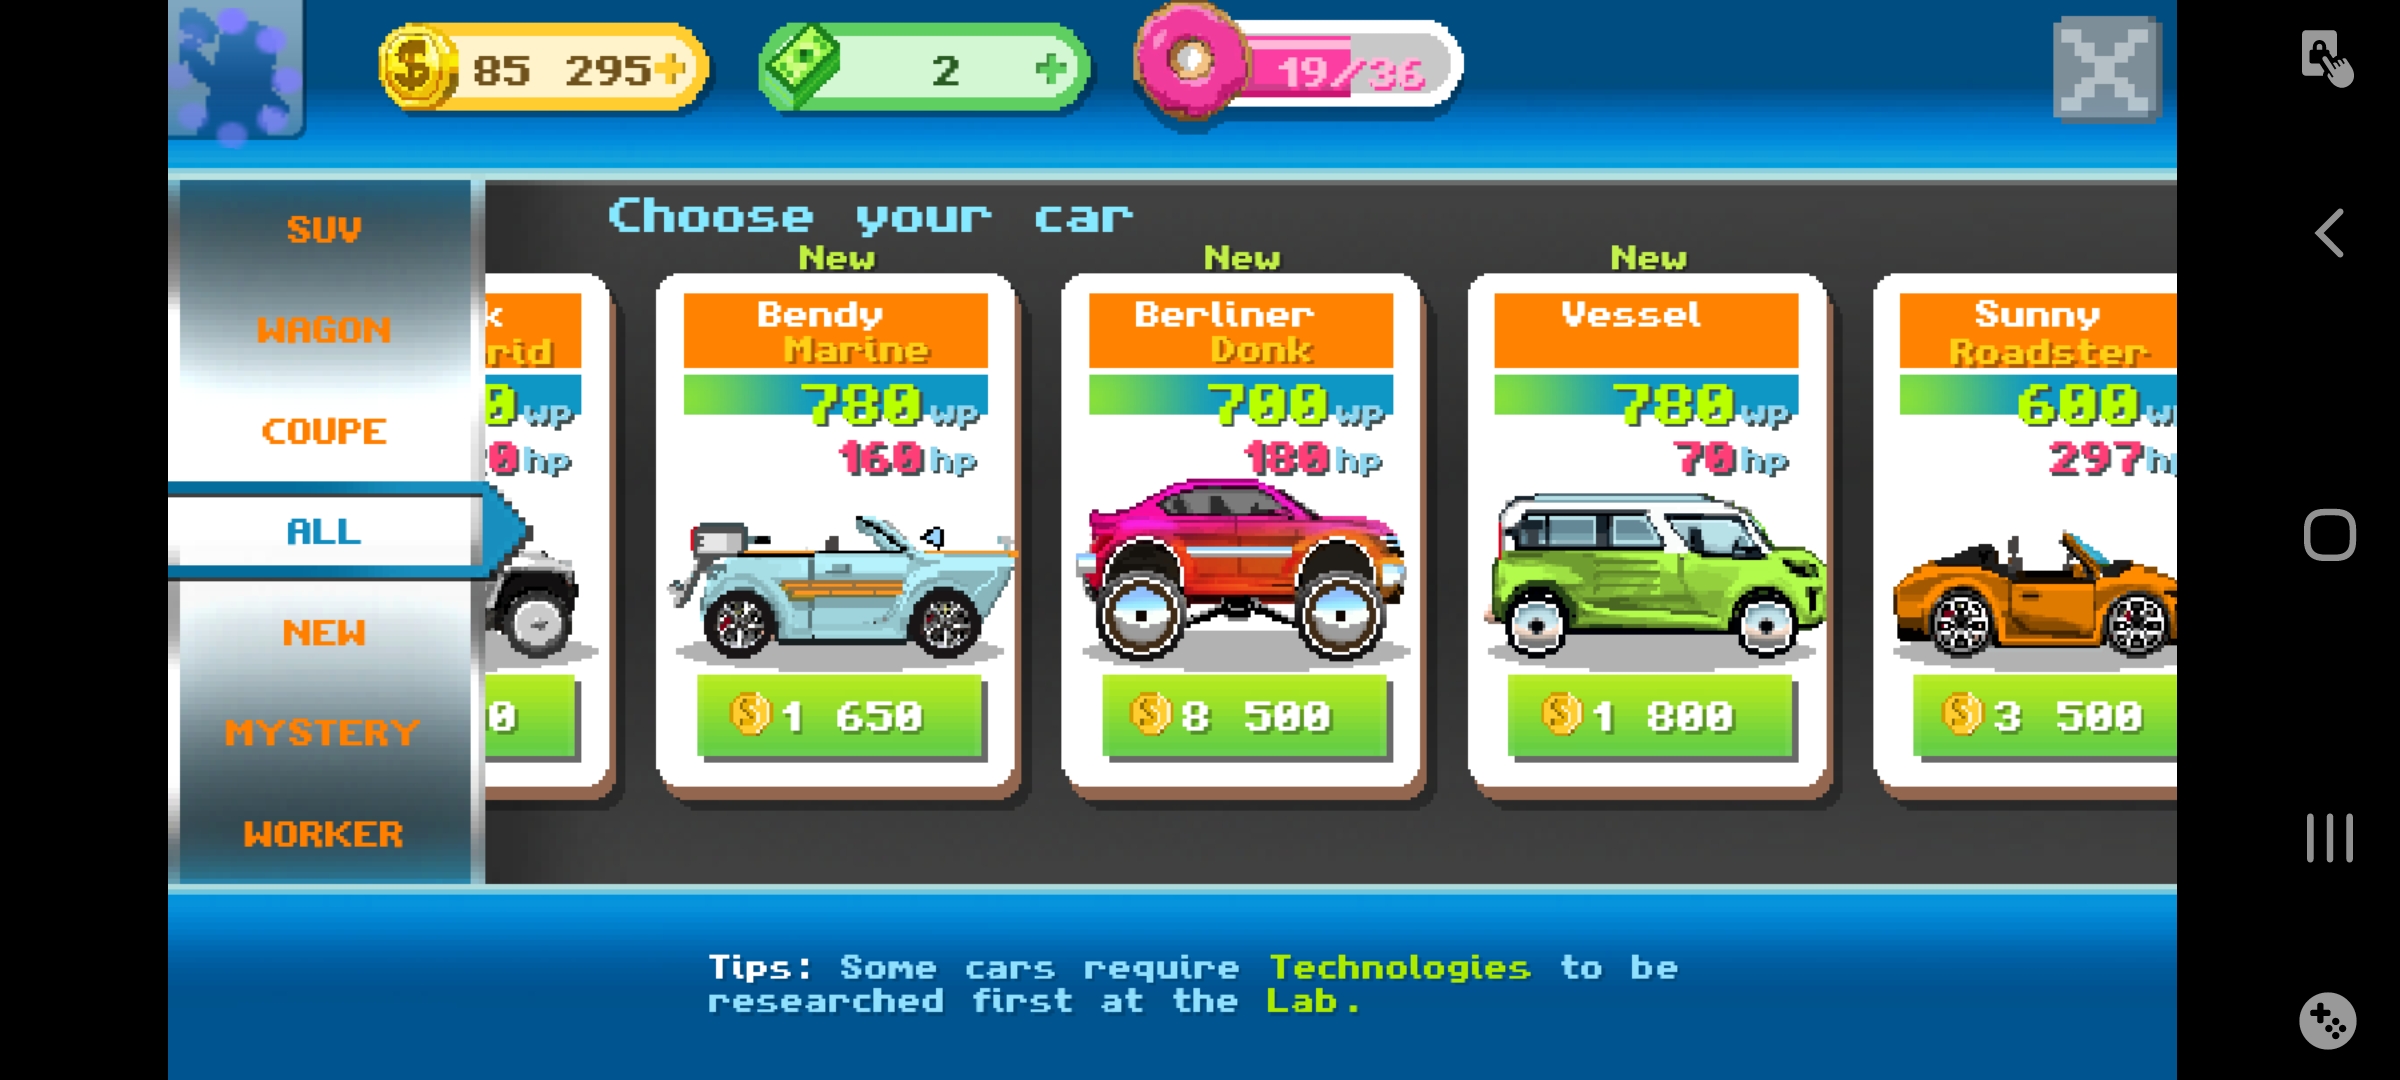 85 295+
2 +
19/36
Choose your car
SUV
WAGON
COUPE
ALL
NEW
MYSTERY
WORKER
k
rid
0 wp
0 hp
0
New
Bendy
Marine
780 wp
160 hp
1 650
New
Berliner
Donk
700 wp
180 hp
8 500
New
Vessel
780 wp
70 hp
1 800
Sunny
Roadster
600 w
297 h
3 500
Tips: Some cars require Technologies to be
researched first at the Lab.